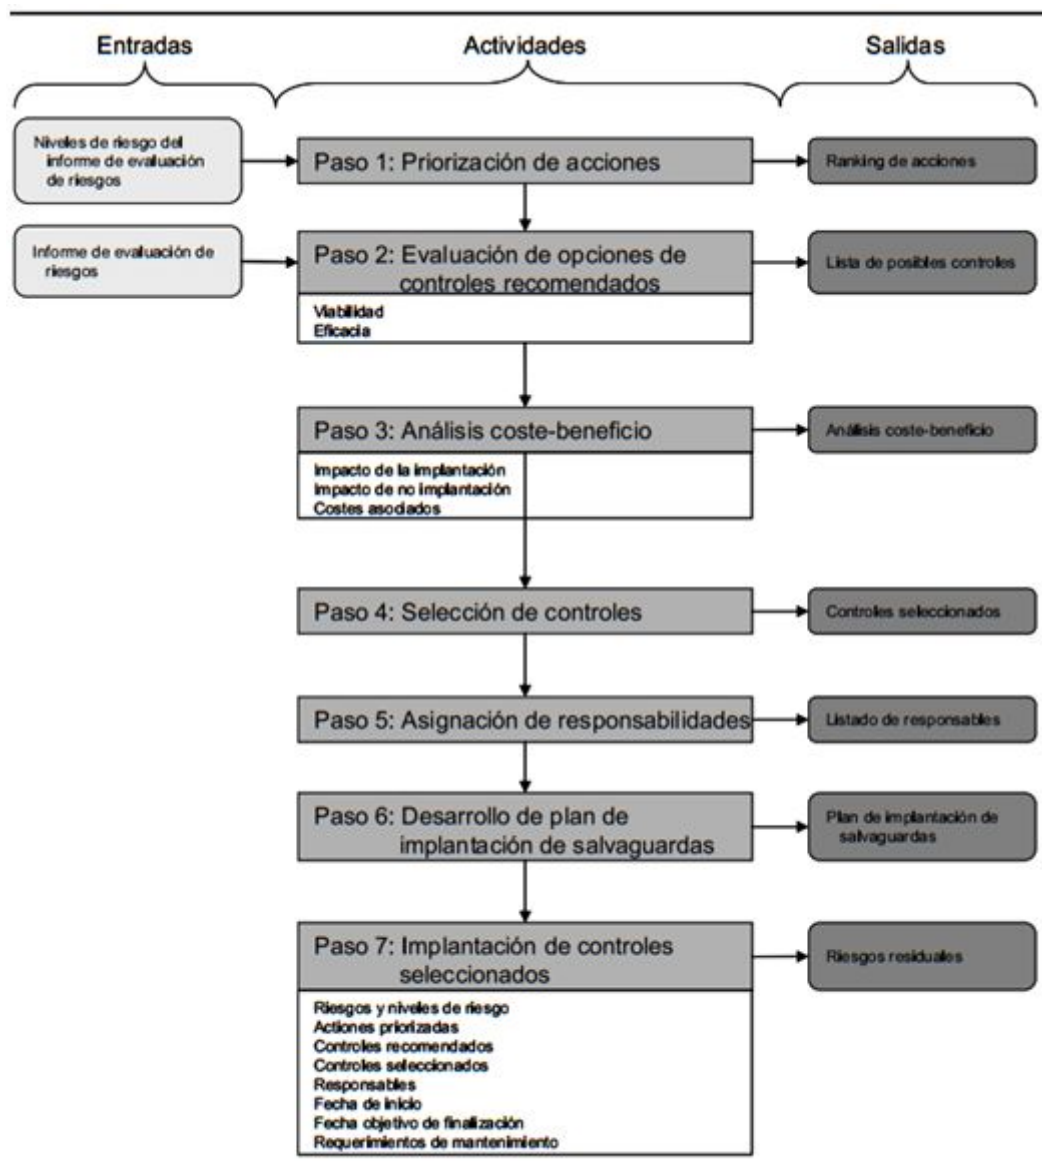 Entradas
Actividades
Salidas
Niveles de riesgo del
informe de evaluación
de riesgos
Paso 1: Priorización de acciones
Ranking de acciones
Informe de evaluación de
riesgos
Paso 2: Evaluación de opciones de
controles recomendados
Lista de posibles controles
Viabilidad
Eficacia
Paso 3: Análisis coste-beneficio
Análisis coste-beneficio
Impacto de la implantación
Impacto de no implantación
Costes asociados
Paso 4: Selección de controles
Controles seleccionados
Paso 5: Asignación de responsabilidades
Listado de responsables
Paso 6: Desarrollo de plan de
implantación de salvaguardas
Plan de implantación de
salvaguardas
Paso 7: Implantación de controles
seleccionados
Riesgos residuales
Riesgos y niveles de riesgo
Actiones priorizadas
Controles recomendados
Controles seleccionados
Responsables
Fecha de inicio
Fecha objetivo de finalización
Requerimientos de mantenimiento